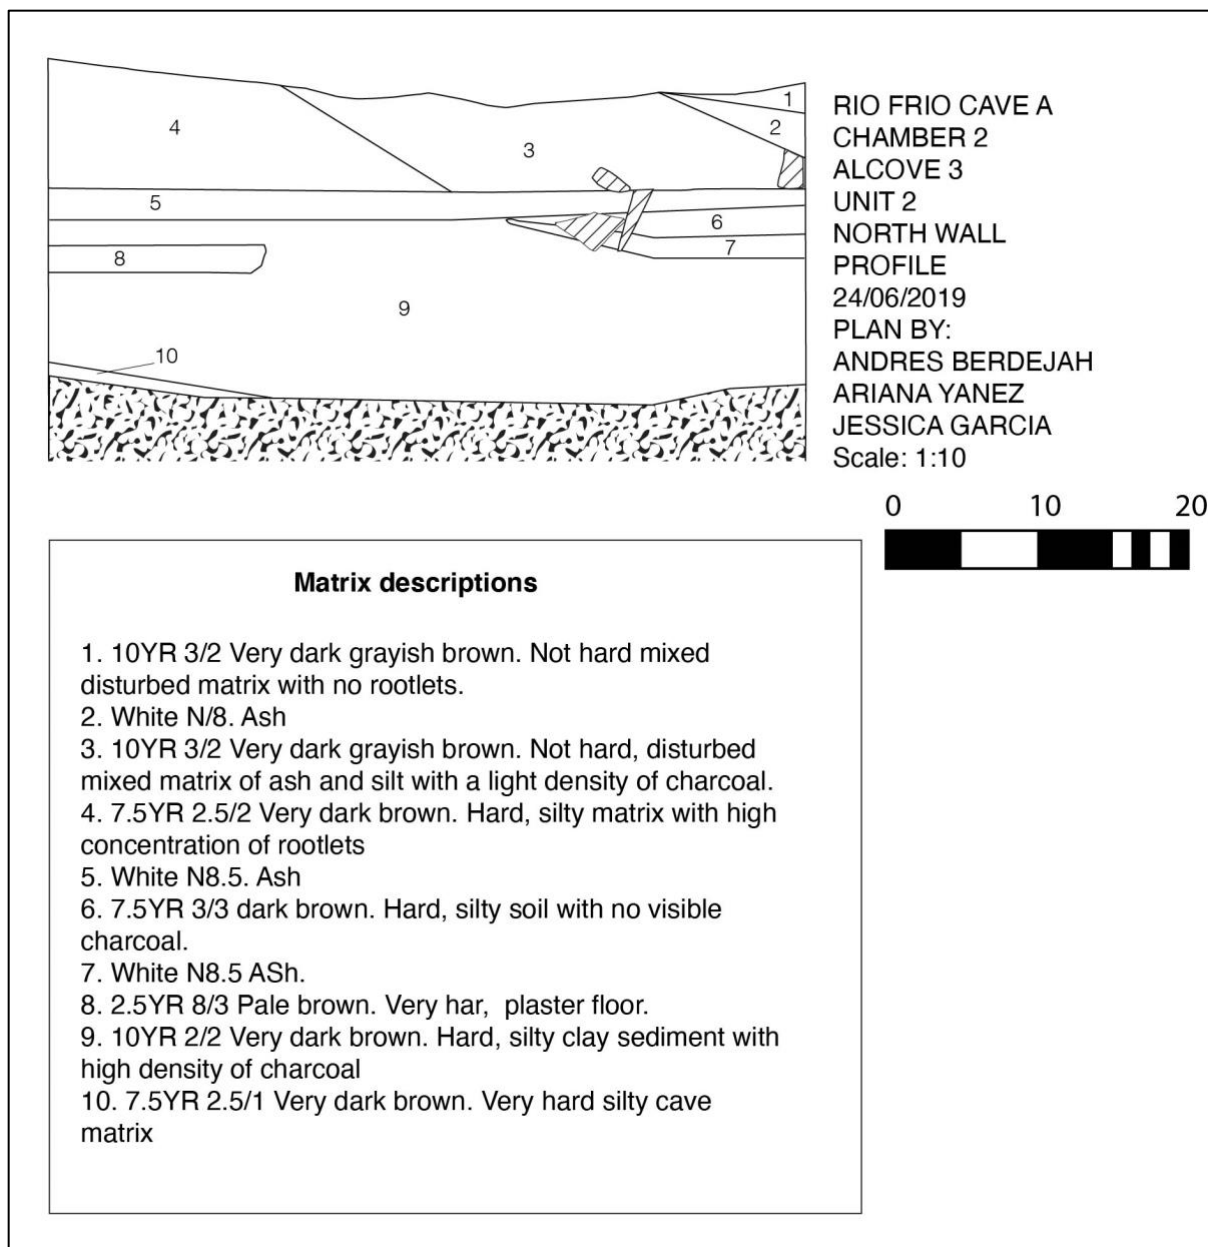 4
3
1
2
5
6
7
8
9
10
RIO FRIO CAVE A
CHAMBER 2
ALCOVE 3
UNIT 2
NORTH WALL
PROFILE
24/06/2019
PLAN BY:
ANDRES BERDEJAH
ARIANA YANEZ
JESSICA GARCIA
Scale: 1:10
0 10 20
Matrix descriptions
1. 10YR 3/2 Very dark grayish brown. Not hard mixed
disturbed matrix with no rootlets.
2. White N/8. Ash
3. 10YR 3/2 Very dark grayish brown. Not hard, disturbed
mixed matrix of ash and silt with a light density of charcoal.
4. 7.5YR 2.5/2 Very dark brown. Hard, silty matrix with high
concentration of rootlets
5. White N8.5. Ash
6. 7.5YR 3/3 dark brown. Hard, silty soil with no visible
charcoal.
7. White N8.5 ASh.
8. 2.5YR 8/3 Pale brown. Very har, plaster floor.
9. 10YR 2/2 Very dark brown. Hard, silty clay sediment with
high density of charcoal
10. 7.5YR 2.5/1 Very dark brown. Very hard silty cave
matrix